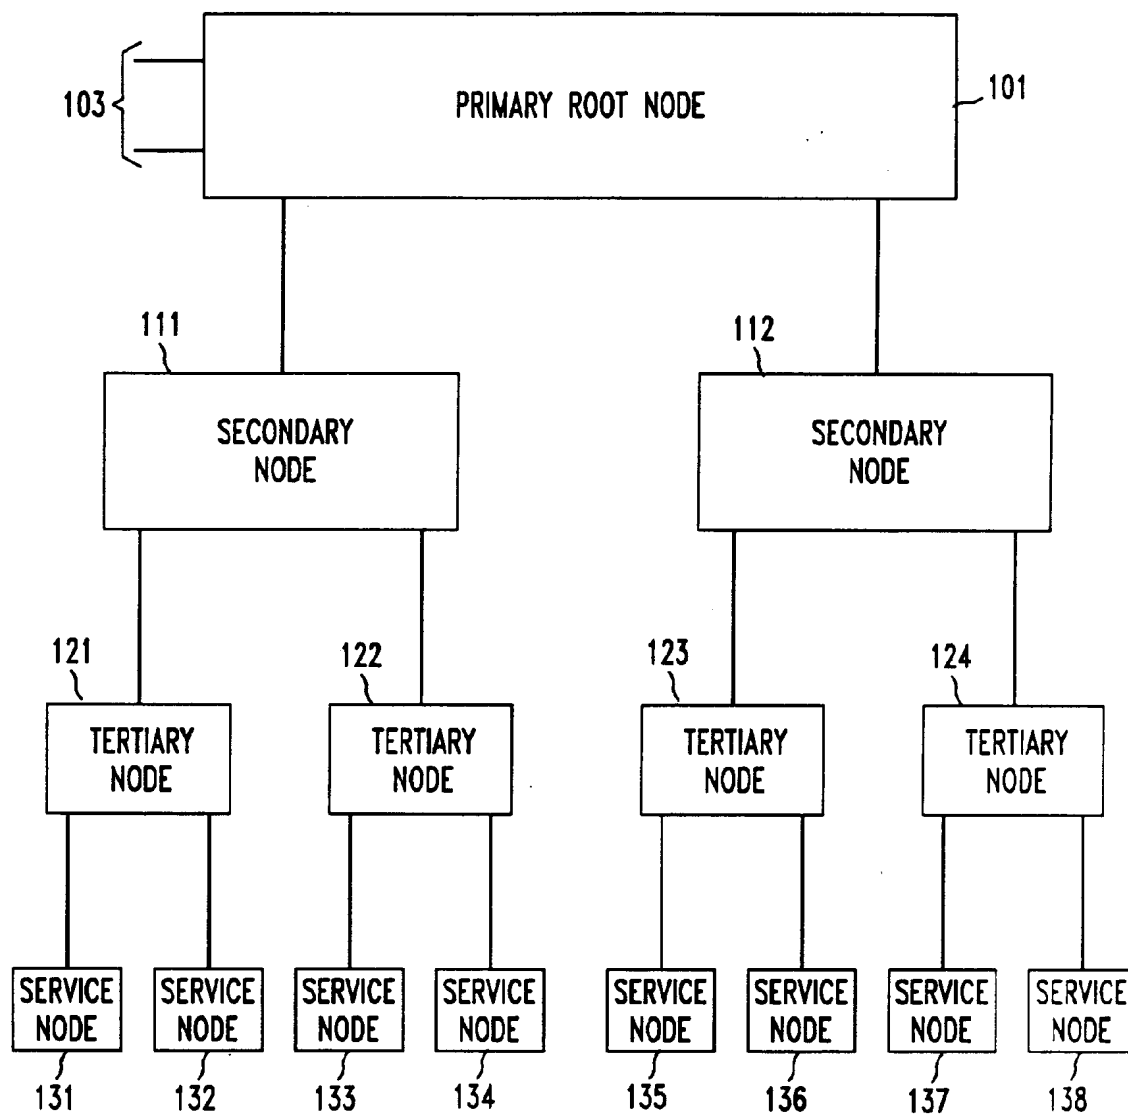 103
PRIMARY ROOT NODE
101
111
112
SECONDARY
NODE
SECONDARY
NODE
121
122
123
124
TERTIARY
NODE
TERTIARY
NODE
TERTIARY
NODE
TERTIARY
NODE
SERVICE
NODE
SERVICE
NODE
SERVICE
NODE
SERVICE
NODE
SERVICE
NODE
SERVICE
NODE
SERVICE
NODE
SERVICE
NODE
131
132
133
134
135
136
137
138